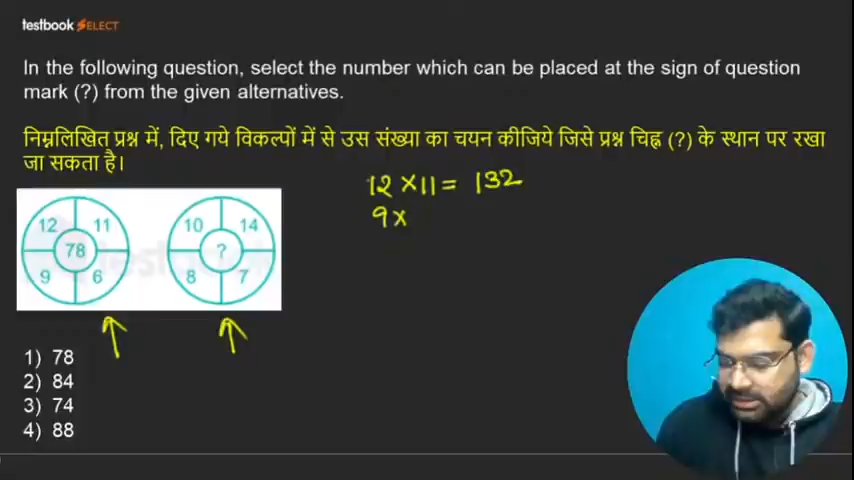 testbook SELECT
In the following question, select the number which can be placed at the sign of question
mark (?) from the given alternatives.
निम्नलिखित प्रश्न में, दिए गये विकल्पों में से उस संख्या का चयन कीजिये जिसे प्रश्न चिह्न (?) के स्थान पर रखा
जा सकता है।
12 × 11 = 132
9 ×
12 11
78
9 6
10 14
?
8 7
1) 78
2) 84
3) 74
4) 88